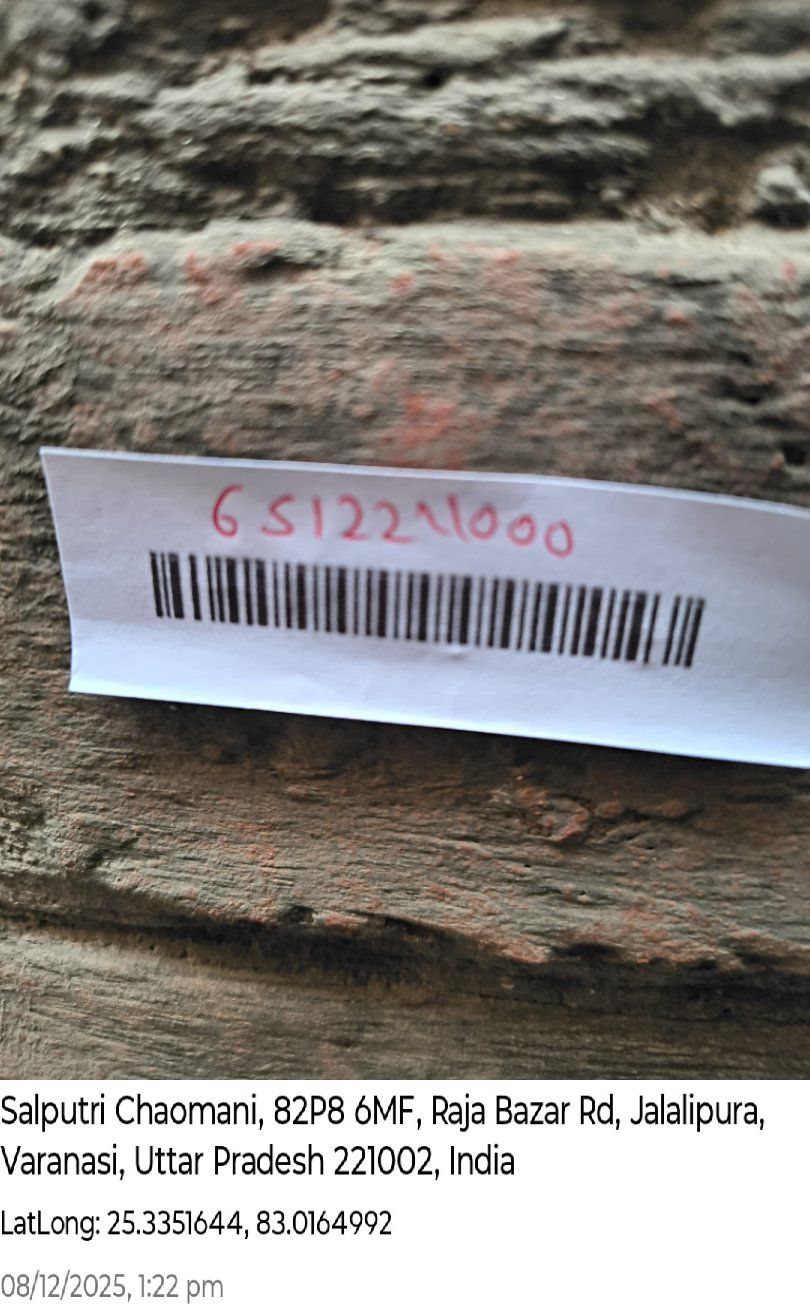 Salputri Chaomani, 82P8 6MF, Raja Bazar Rd, Jalalipura,
Varanasi, Uttar Pradesh 221002, India
LatLong: 25.3351644, 83.0164992
08/12/2025, 1:22 pm